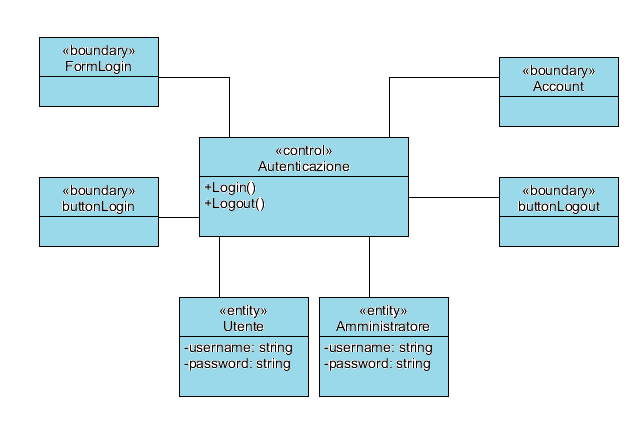 «boundary»
FormLogin
«boundary»
Account
«control»
Autenticazione
+Login()
+Logout()
«boundary»
buttonLogin
«boundary»
buttonLogout
«entity»
Utente
-username: string
-password: string
«entity»
Amministratore
-username: string
-password: string